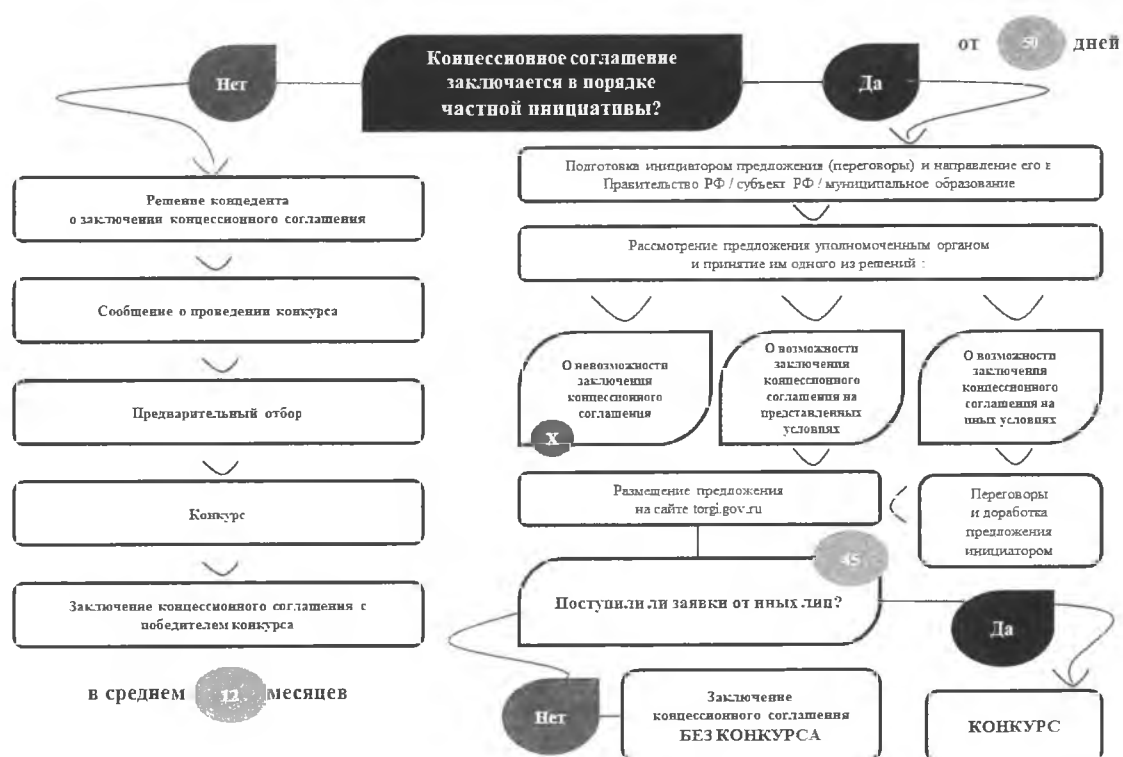 Концессионное соглашение
заключается в порядке
частной инициативы?
Нет
Да
от 50 дней
Решение концедента
о заключении концессионного соглашения
Сообщение о проведении конкурса
Предварительный отбор
Конкурс
Заключение концессионного соглашения с
победителем конкурса
в среднем 12 месяцев
Подготовка инициатором предложения (переговоры) и направление его в
Правительство РФ / субъект РФ / муниципальное образование
Рассмотрение предложения уполномоченным органом
и принятие им одного из решений :
О невозможности
заключения
концессионного
соглашения
X
О возможности
заключения
концессионного
соглашения на
представленных
условиях
О возможности
заключения
концессионного
соглашения на
иных условиях
Размещение предложения
на сайте torgi.gov.ru
Переговоры
и доработка
предложения
инициатором
45
Поступили ли заявки от иных лиц?
Да
Нет
Заключение
концессионного соглашения
БЕЗ КОНКУРСА
КОНКУРС